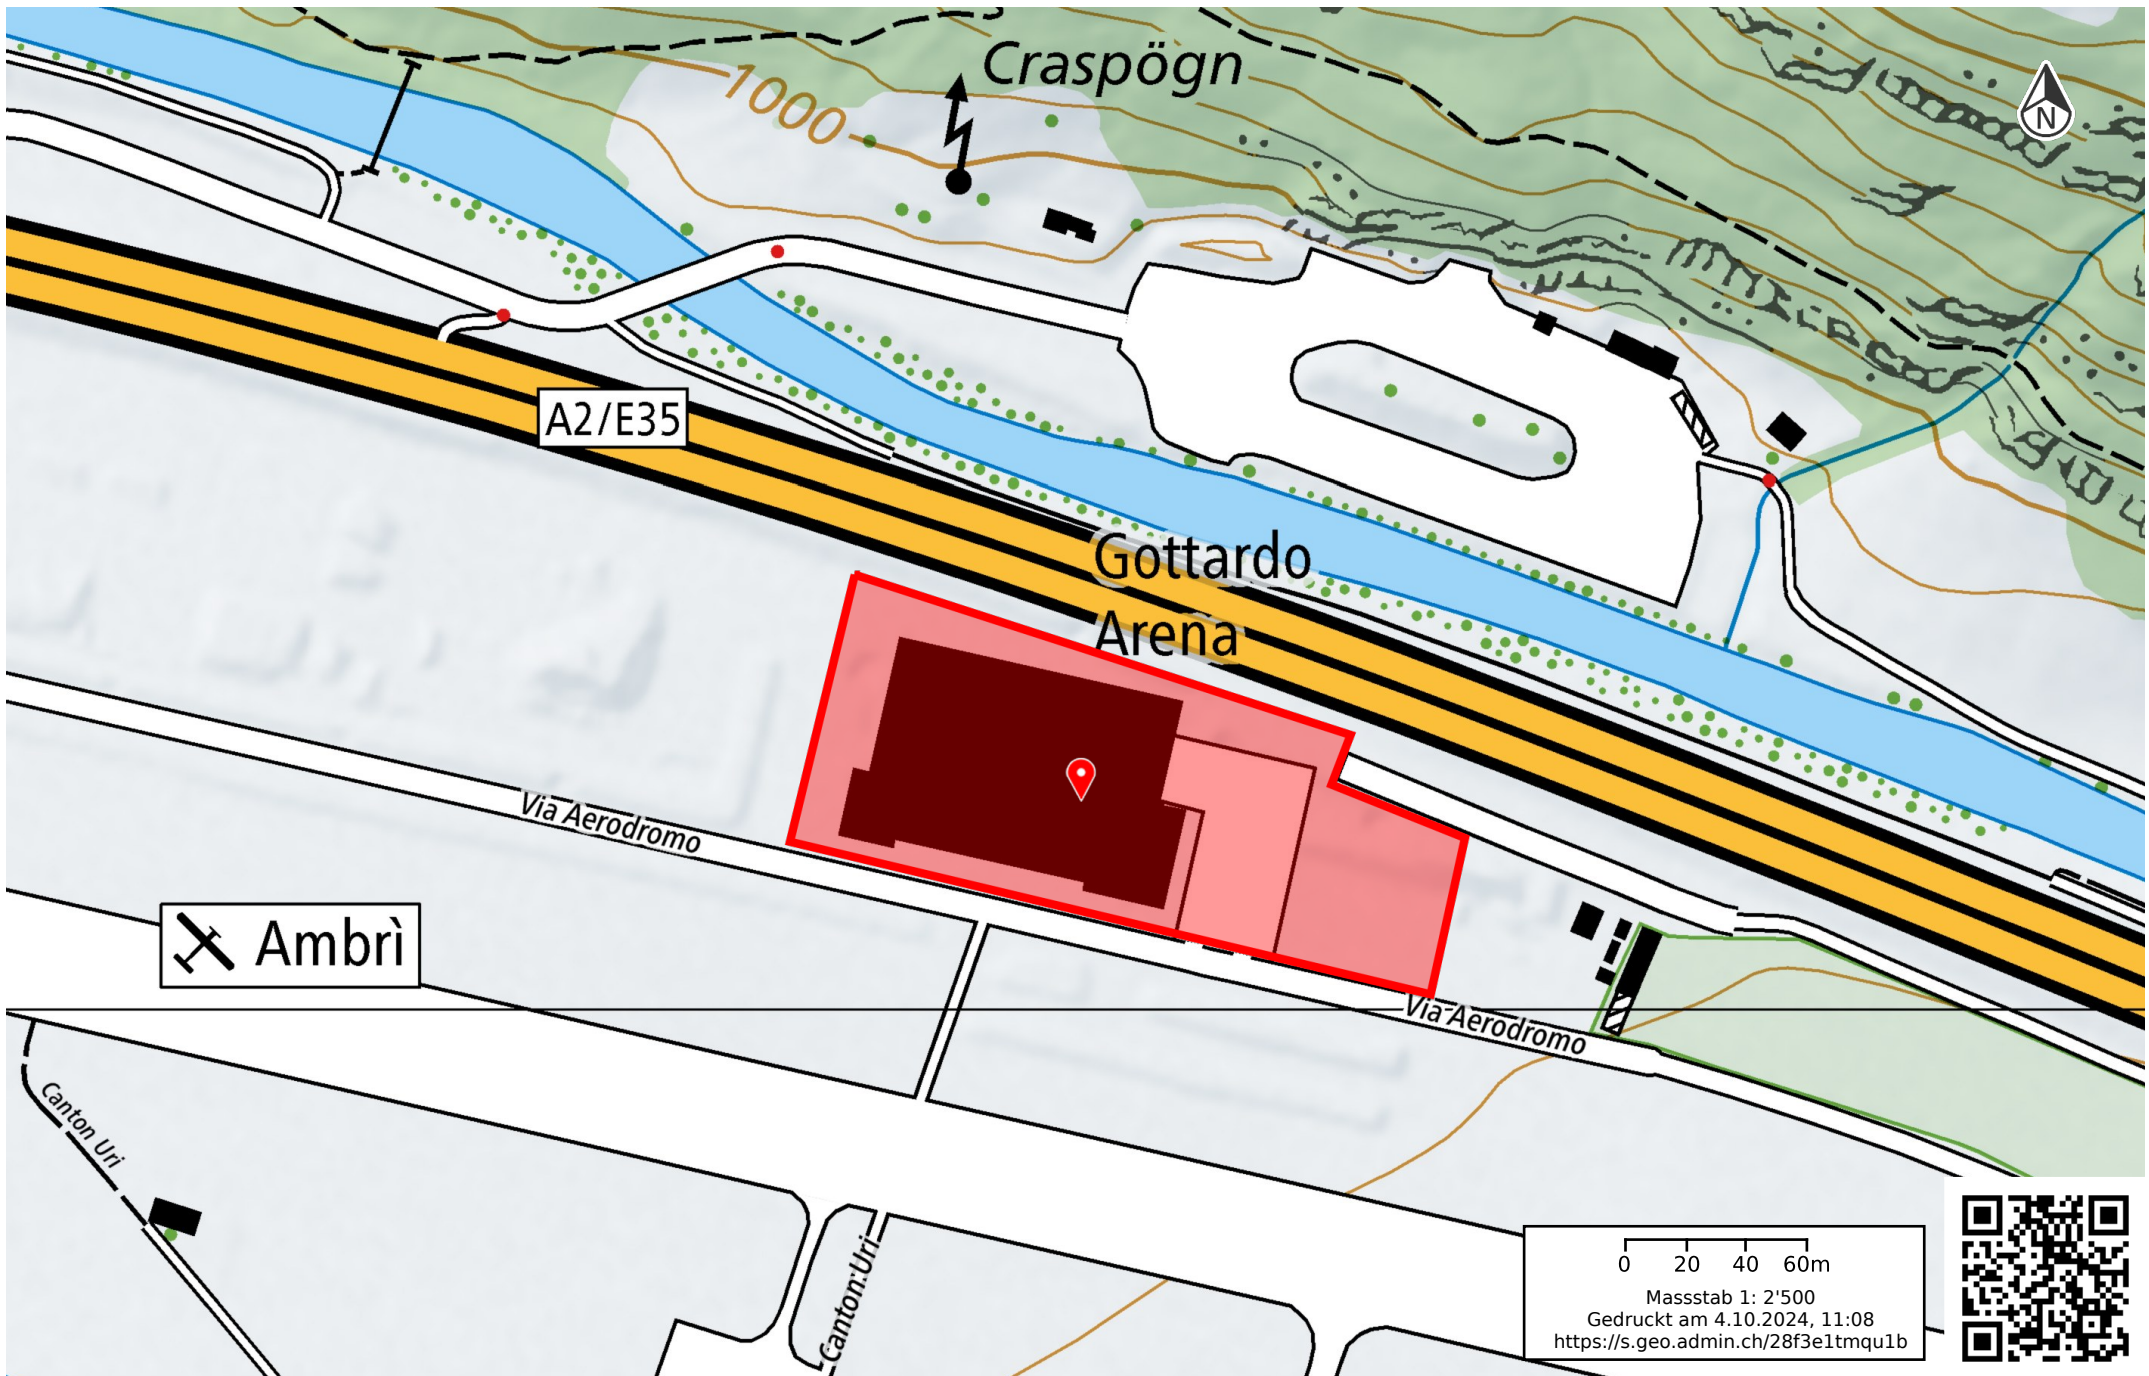 Craspögn
1000
N
A2/E35
Gottardo
Arena
Via Aerodromo
Ambrì
Via Aerodromo
Canton Uri
Canton Uri
0 20 40 60m
Massstab 1: 2'500
Gedruckt am 4.10.2024, 11:08
https://s.geo.admin.ch/28f3e1tmqu1b